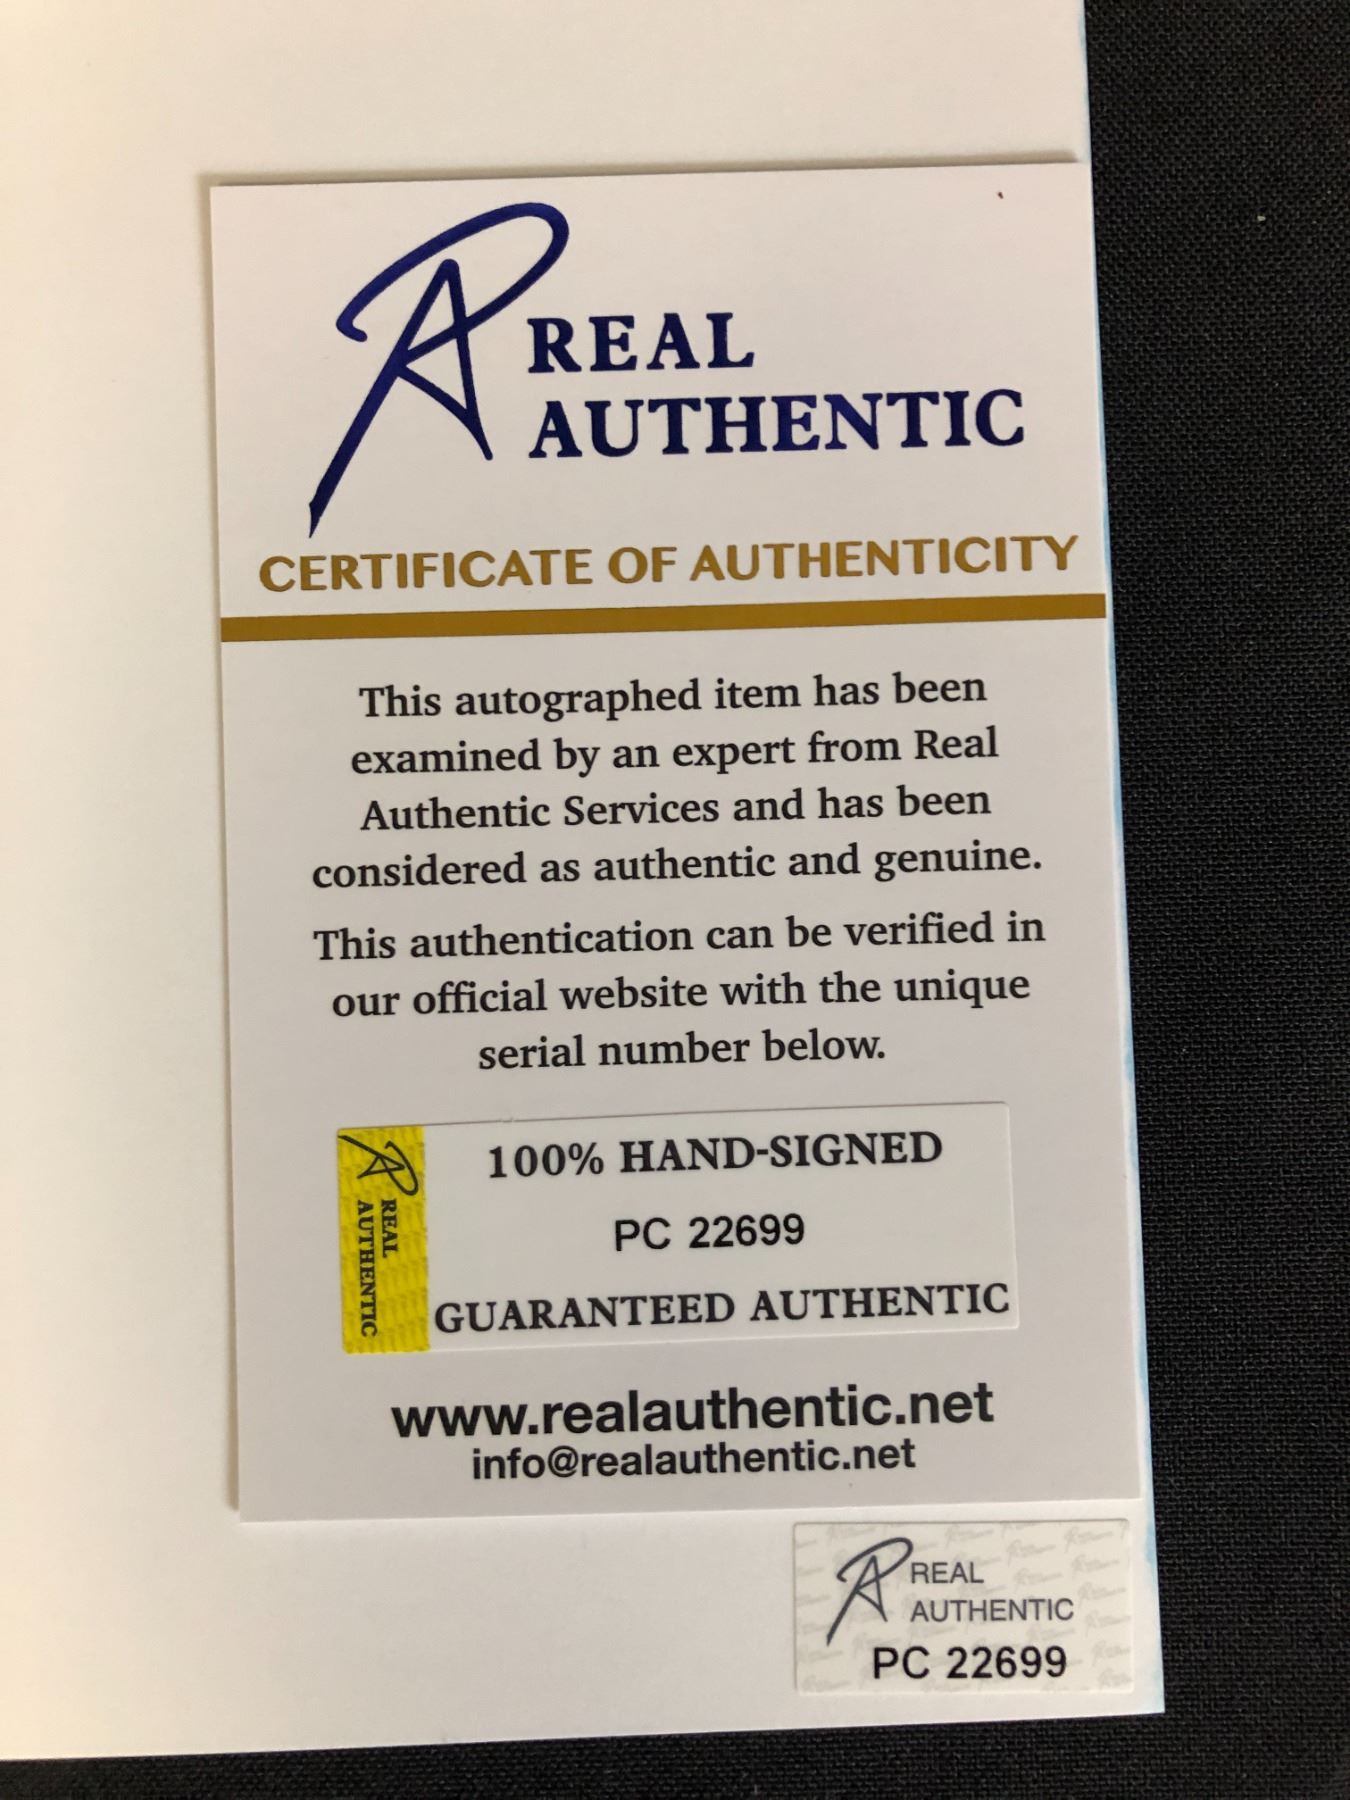 REAL
AUTHENTIC
CERTIFICATE OF AUTHENTICITY
This autographed item has been
examined by an expert from Real
Authentic Services and has been
considered as authentic and genuine.
This authentication can be verified in
our official website with the unique
serial number below.
REAL
AUTHENTIC
100% HAND-SIGNED
PC 22699
GUARANTEED AUTHENTIC
www.realauthentic.net
info@realauthentic.net
REAL
AUTHENTIC
PC 22699